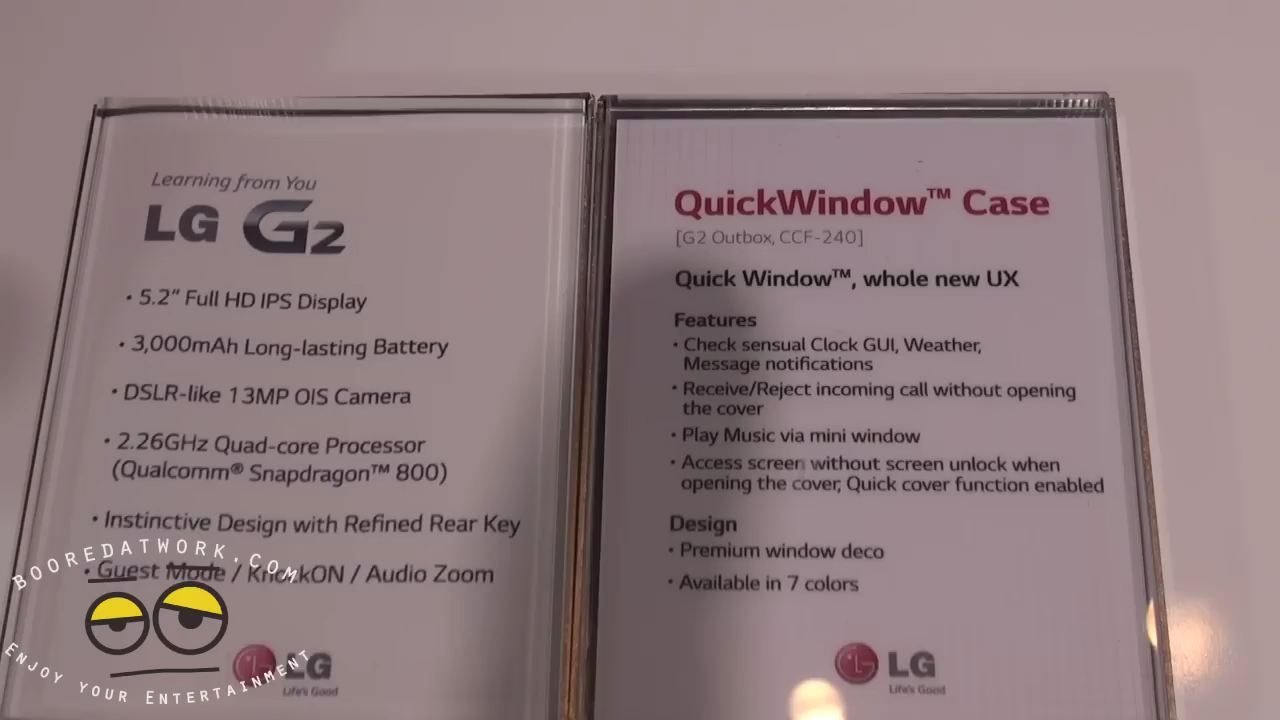 Learning from You
LG G2
• 5.2" Full HD IPS Display
• 3,000mAh Long-lasting Battery
• DSLR-like 13MP OIS Camera
• 2.26GHz Quad-core Processor
(Qualcomm® Snapdragon™ 800)
• Instinctive Design with Refined Rear Key
• Guest Mode / KnockON / Audio Zoom
LG
Life's Good
QuickWindow™ Case
[G2 Outbox, CCF-240]
Quick Window™, whole new UX
Features
• Check sensual Clock GUI, Weather,
Message notifications
• Receive/Reject incoming call without opening
the cover
• Play Music via mini window
• Access screen without screen unlock when
opening the cover, Quick cover function enabled
Design
• Premium window deco
• Available in 7 colors
LG
Life's Good
BOOREDATWORK.COM
ENJOY YOUR ENTERTAINMENT